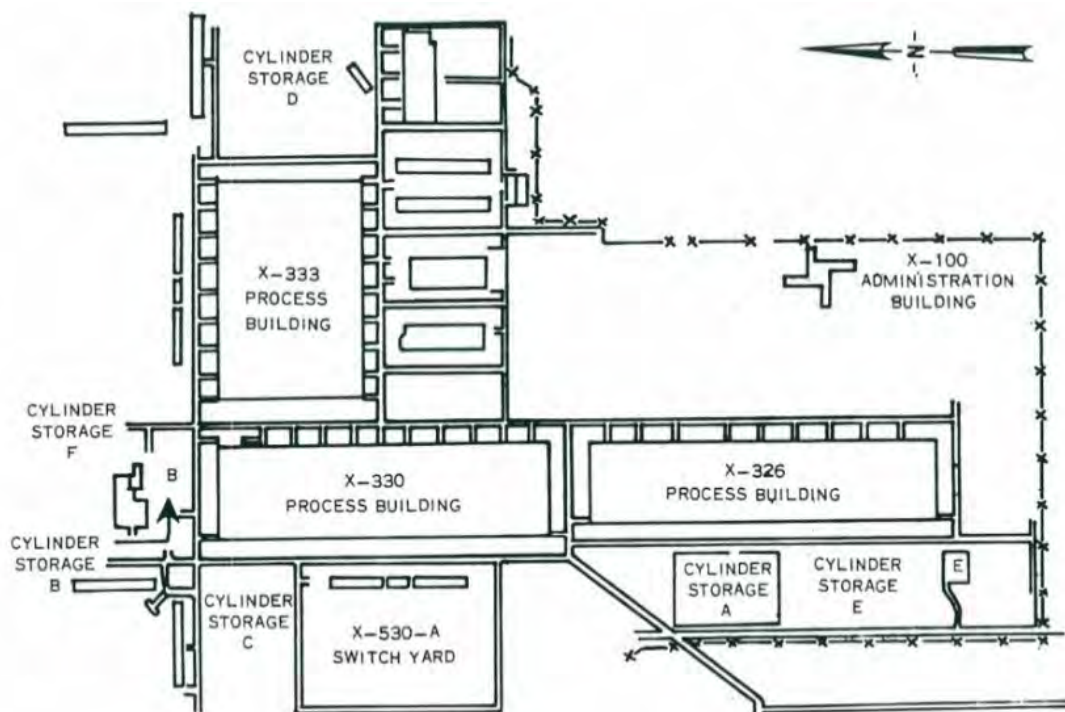 CYLINDER
STORAGE
D
-N-
X-333
PROCESS
BUILDING
X-100
ADMINISTRATION
BUILDING
CYLINDER
STORAGE
F
B
X-330
PROCESS BUILDING
X-326
PROCESS BUILDING
CYLINDER
STORAGE
B
CYLINDER
STORAGE
C
X-530-A
SWITCH YARD
CYLINDER
STORAGE
A
CYLINDER
STORAGE
E
E